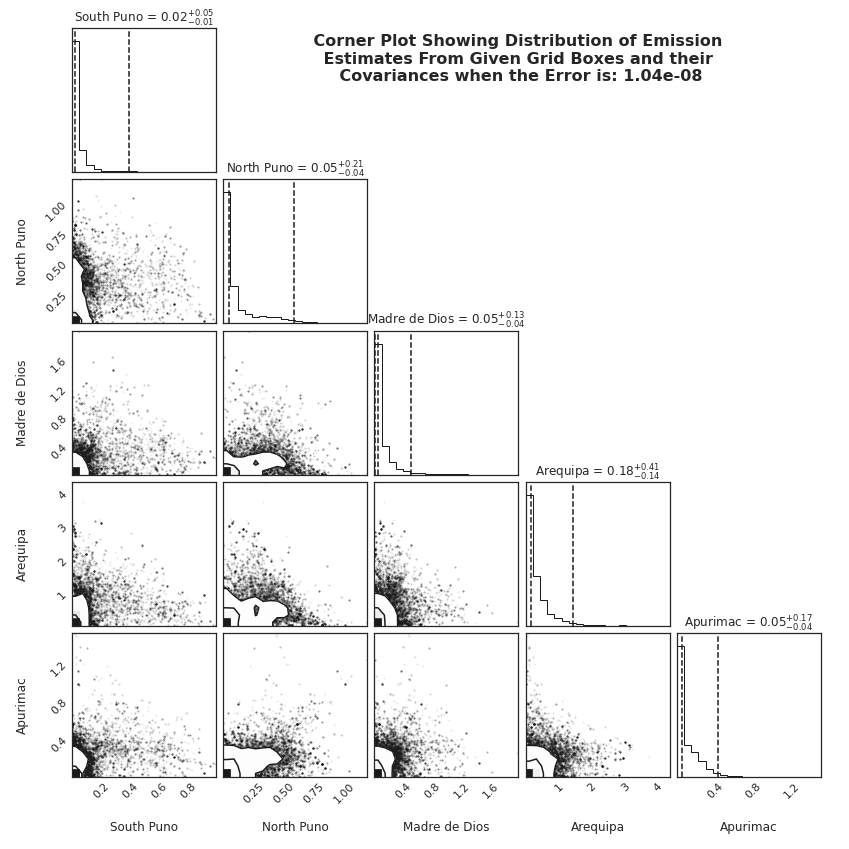 South Puno = 0.02+0.05−0.01
Corner Plot Showing Distribution of Emission
Estimates From Given Grid Boxes and their
Covariances when the Error is: 1.04e-08
North Puno = 0.05+0.21−0.04
North Puno
1.00
0.75
0.50
0.25
Madre de Dios = 0.05+0.13−0.04
Madre de Dios
1.6
1.2
0.8
0.4
Arequipa = 0.18+0.41−0.14
Arequipa
4
3
2
1
Apurimac = 0.05+0.17−0.04
Apurimac
1.2
0.8
0.4
0.2 0.4 0.6 0.8 0.25 0.50 0.75 1.00 0.4 0.8 1.2 1.6 1 2 3 4 0.4 0.8 1.2
South Puno North Puno Madre de Dios Arequipa Apurimac